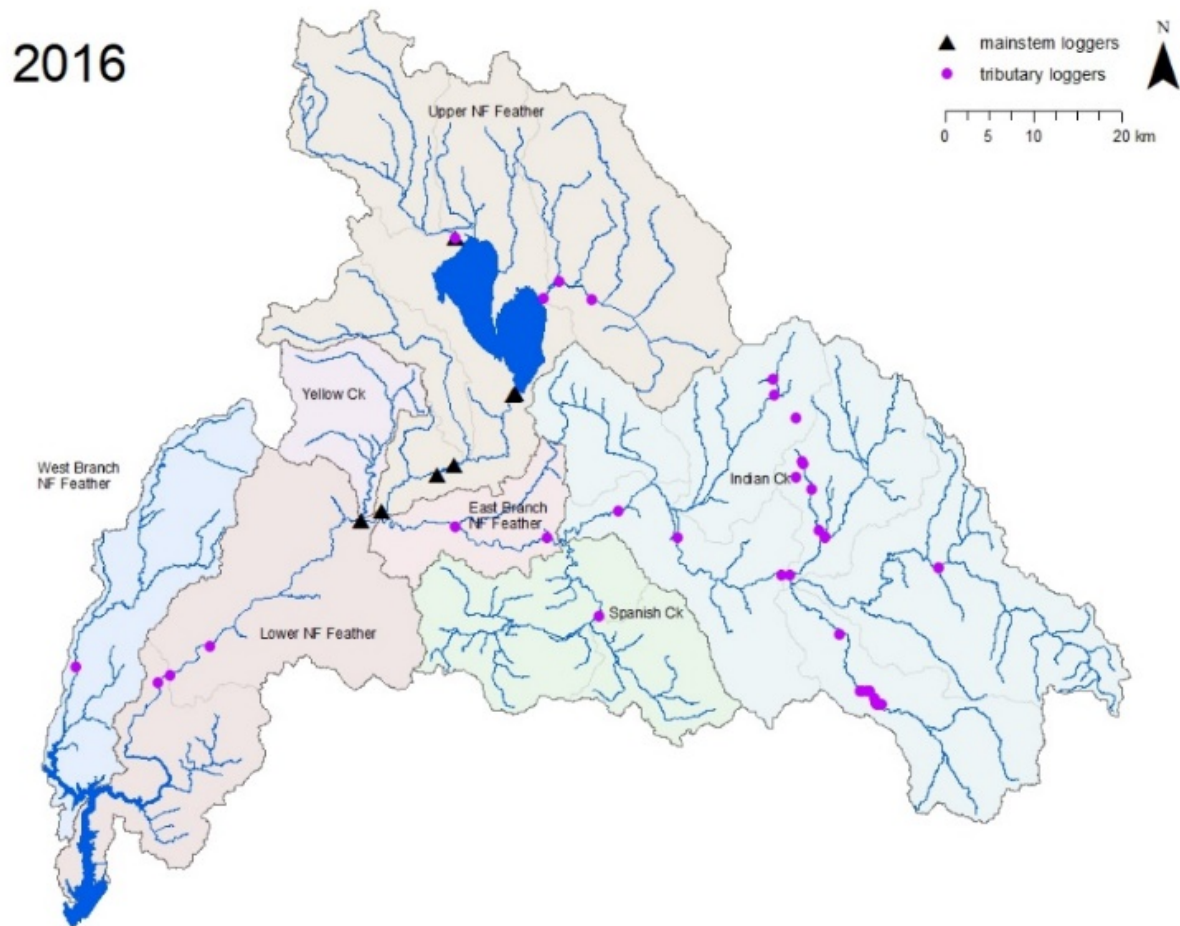 2016
N
mainstem loggers
tributary loggers
0 5 10 20 km
Upper NF Feather
Yellow Ck
West Branch
NF Feather
Indian Ck
East Branch
NF Feather
Spanish Ck
Lower NF Feather